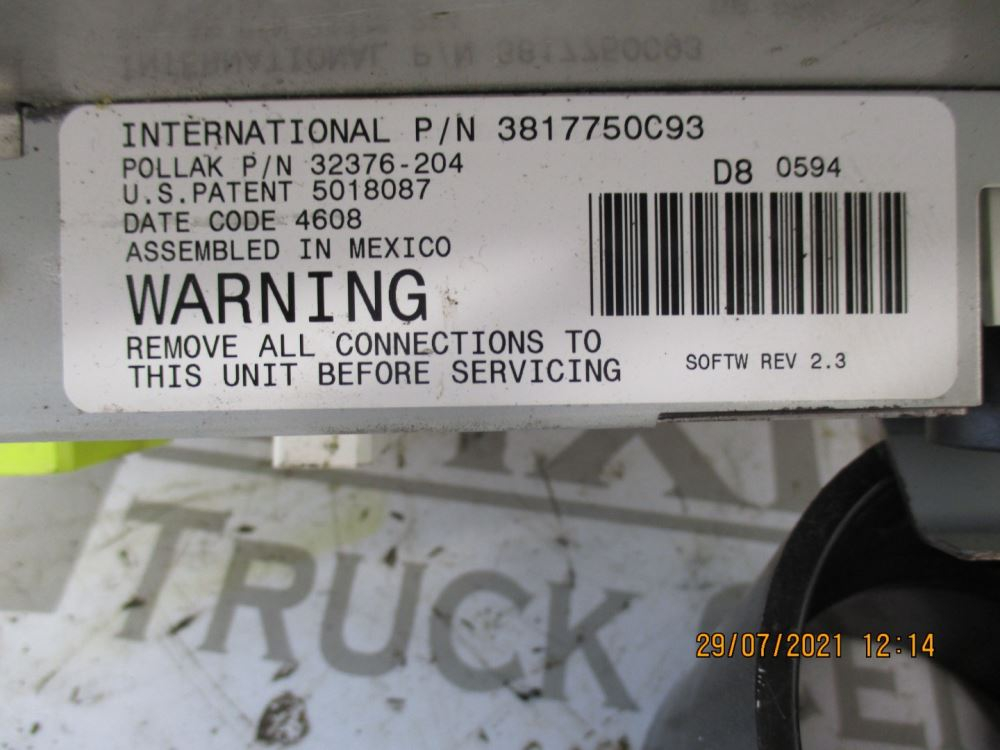 INTERNATIONAL P/N 3817750C93
POLLAK P/N 32376-204
U.S.PATENT 5018087
DATE CODE 4608
ASSEMBLED IN MEXICO
WARNING
REMOVE ALL CONNECTIONS TO
THIS UNIT BEFORE SERVICING
D8 0594
SOFTW REV 2.3
TRUCK
29/07/2021 12:14